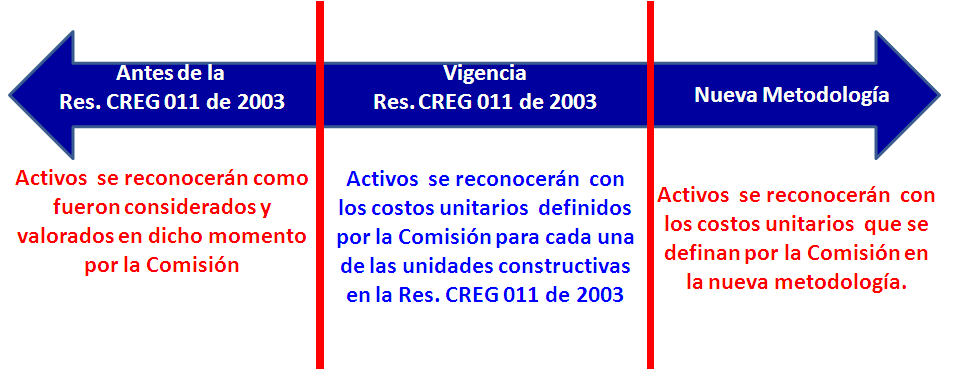 Antes de la
Res. CREG 011 de 2003
Vigencia
Res. CREG 011 de 2003
Nueva Metodología
Activos se reconocerán como
fueron considerados y
valorados en dicho momento
por la Comisión
Activos se reconocerán con
los costos unitarios definidos
por la Comisión para cada una
de las unidades constructivas
en la Res. CREG 011 de 2003
Activos se reconocerán con
los costos unitarios que se
definan por la Comisión en
la nueva metodología.